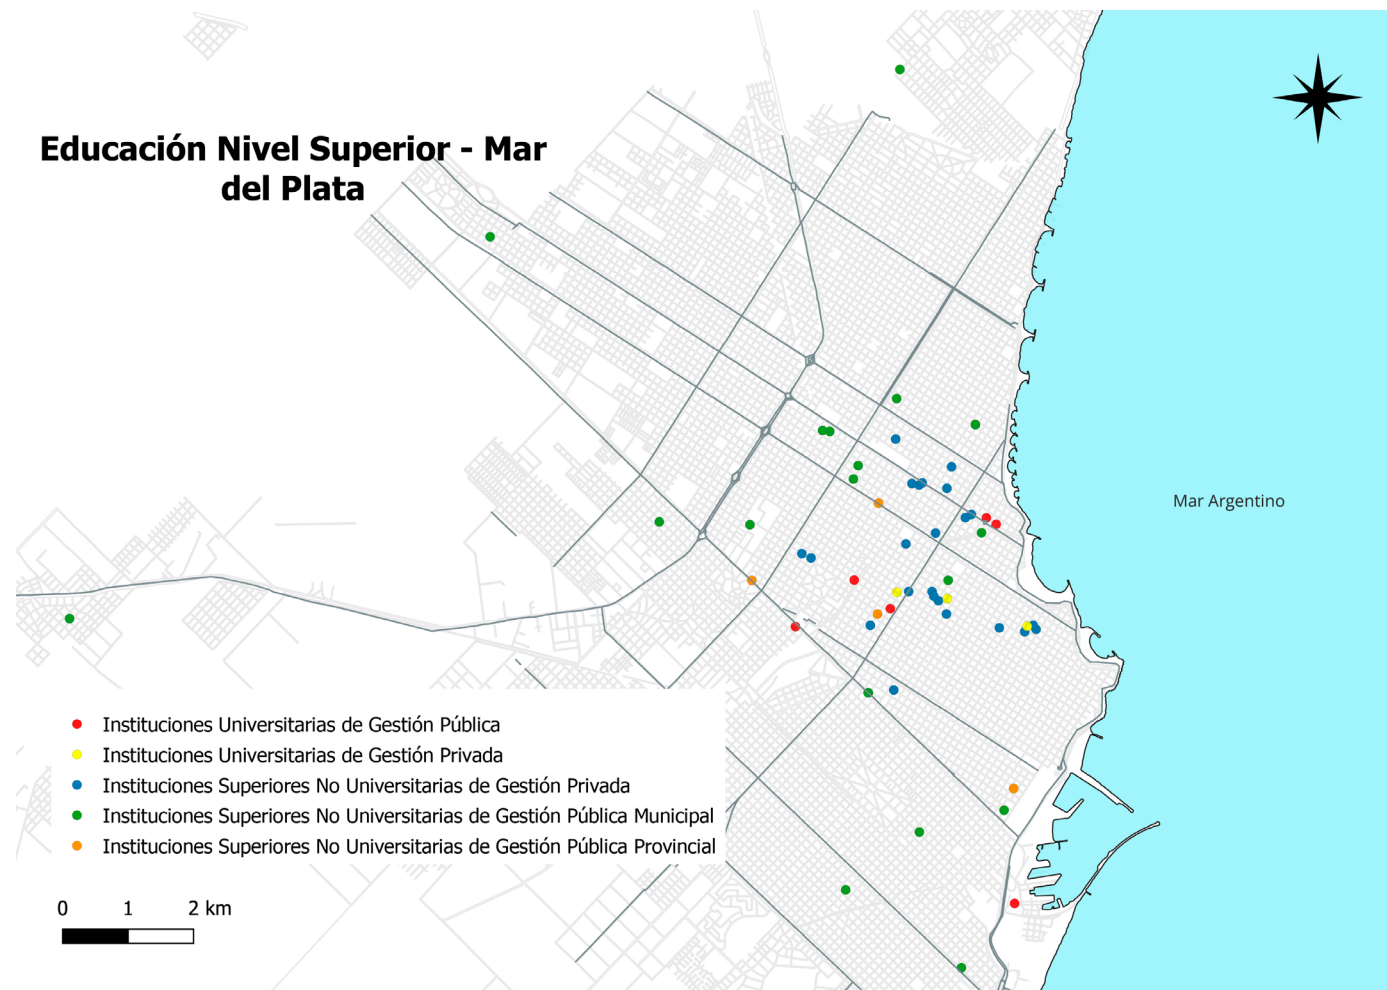 Educación Nivel Superior - Mar
del Plata
Mar Argentino
Instituciones Universitarias de Gestión Pública
Instituciones Universitarias de Gestión Privada
Instituciones Superiores No Universitarias de Gestión Privada
Instituciones Superiores No Universitarias de Gestión Pública Municipal
Instituciones Superiores No Universitarias de Gestión Pública Provincial
0 1 2 km